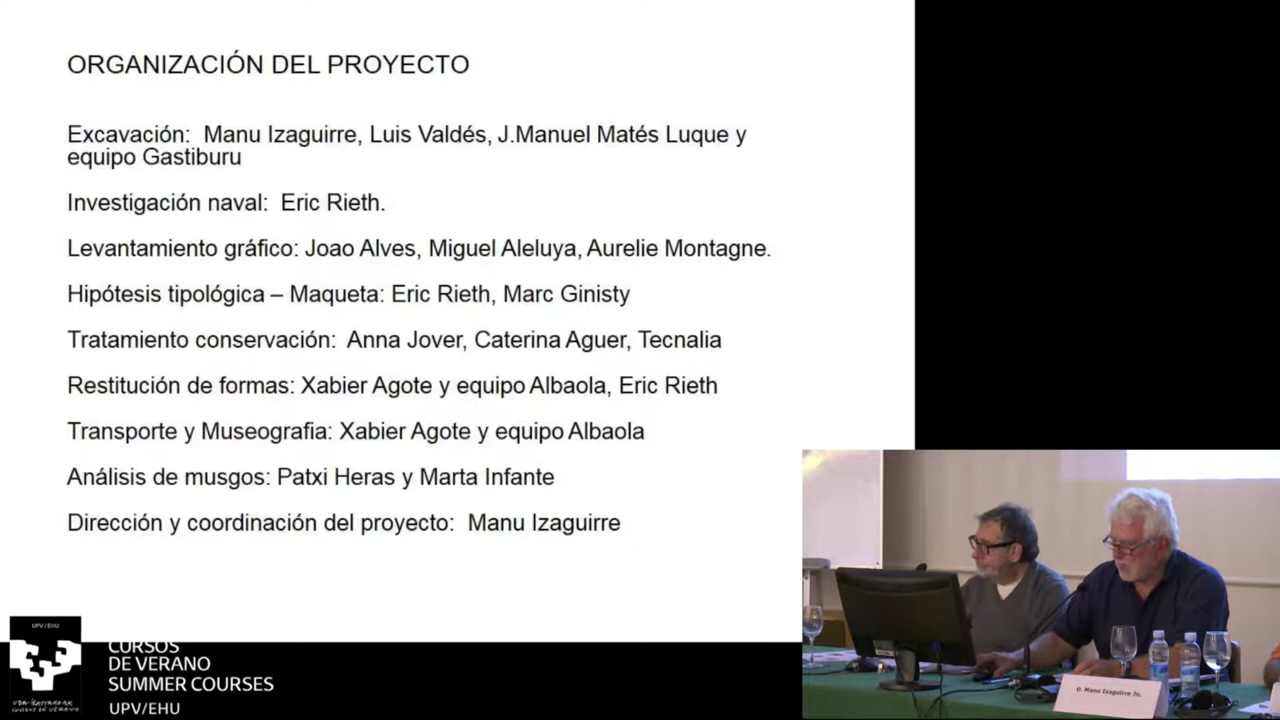 ORGANIZACIÓN DEL PROYECTO
Excavación:  Manu Izaguirre, Luis Valdés, J.Manuel Matés Luque y
equipo Gastiburu
Investigación naval:  Eric Rieth.
Levantamiento gráfico: Joao Alves, Miguel Aleluya, Aurelie Montagne.
Hipótesis tipológica – Maqueta: Eric Rieth, Marc Ginisty
Tratamiento conservación:  Anna Jover, Caterina Aguer, Tecnalia
Restitución de formas: Xabier Agote y equipo Albaola, Eric Rieth
Transporte y Museografia: Xabier Agote y equipo Albaola
Análisis de musgos: Patxi Heras y Marta Infante
Dirección y coordinación del proyecto:  Manu Izaguirre
UPV / EHU
CURSOS
DE VERANO
SUMMER COURSES
UPV/EHU
D. Manu Izaguirre Jn.